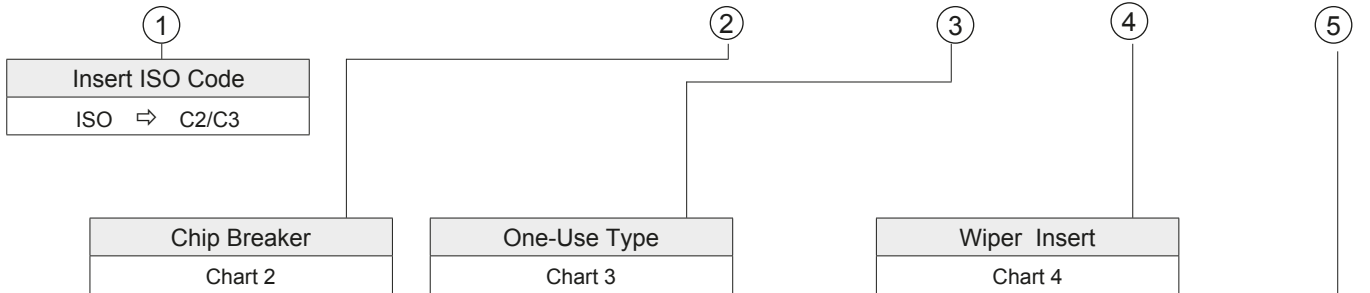 ① ② ③ ④ ⑤
Insert ISO Code
ISO ⇨ C2/C3
Chip Breaker One-Use Type Wiper Insert
Chart 2 Chart 3 Chart 4